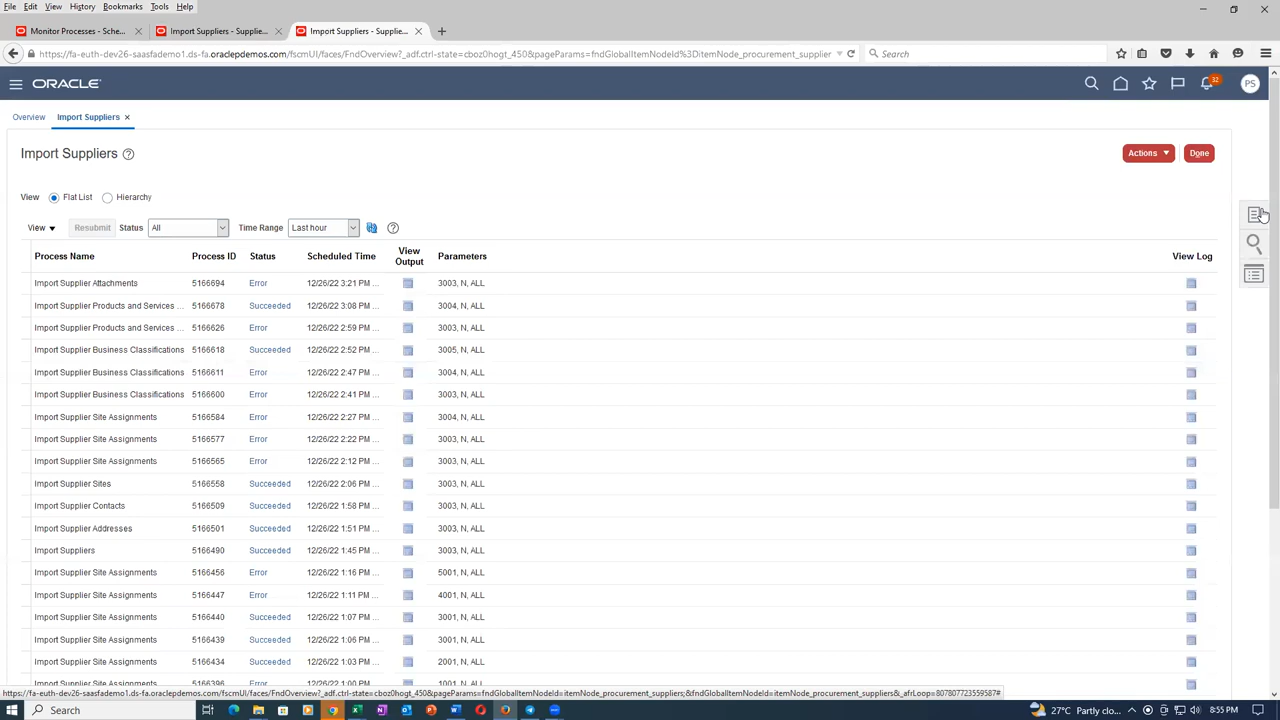 File Edit View History Bookmarks Tools Help
Monitor Processes - Sche... × Import Suppliers - Supplie... × Import Suppliers - Supplie... × +
https://fa-euth-dev26-saasfademo1.ds-fa.oraclepdemos.com/fscmUI/faces/FndOverview?_adf.ctrl-state=cboz0hogt_450&pageParams=fndGlobalItemNodeId%3DitemNode_procurement_supplier Search
ORACLE 32 PS
Overview Import Suppliers ×
Import Suppliers ? Actions Done
View Flat List Hierarchy
View Resubmit Status All Time Range Last hour ?
Process Name Process ID Status Scheduled Time View Output Parameters View Log
Import Supplier Attachments 5166694 Error 12/26/22 3:21 PM ... 3003, N, ALL
Import Supplier Products and Services ... 5166678 Succeeded 12/26/22 3:08 PM ... 3004, N, ALL
Import Supplier Products and Services ... 5166626 Error 12/26/22 2:59 PM ... 3003, N, ALL
Import Supplier Business Classifications 5166618 Succeeded 12/26/22 2:52 PM ... 3005, N, ALL
Import Supplier Business Classifications 5166611 Error 12/26/22 2:47 PM ... 3004, N, ALL
Import Supplier Business Classifications 5166600 Error 12/26/22 2:41 PM ... 3003, N, ALL
Import Supplier Site Assignments 5166584 Error 12/26/22 2:27 PM ... 3004, N, ALL
Import Supplier Site Assignments 5166577 Error 12/26/22 2:22 PM ... 3003, N, ALL
Import Supplier Site Assignments 5166565 Error 12/26/22 2:12 PM ... 3003, N, ALL
Import Supplier Sites 5166558 Succeeded 12/26/22 2:06 PM ... 3003, N, ALL
Import Supplier Contacts 5166509 Succeeded 12/26/22 1:58 PM ... 3003, N, ALL
Import Supplier Addresses 5166501 Succeeded 12/26/22 1:51 PM ... 3003, N, ALL
Import Suppliers 5166490 Succeeded 12/26/22 1:45 PM ... 3003, N, ALL
Import Supplier Site Assignments 5166456 Error 12/26/22 1:16 PM ... 5001, N, ALL
Import Supplier Site Assignments 5166447 Error 12/26/22 1:11 PM ... 4001, N, ALL
Import Supplier Site Assignments 5166440 Succeeded 12/26/22 1:07 PM ... 3001, N, ALL
Import Supplier Site Assignments 5166439 Succeeded 12/26/22 1:06 PM ... 3001, N, ALL
Import Supplier Site Assignments 5166434 Succeeded 12/26/22 1:03 PM ... 2001, N, ALL
Import Supplier Site Assignments 5166396 Error 12/26/22 1:00 PM ... 1001, N, ALL
https://fa-euth-dev26-saasfademo1.ds-fa.oraclepdemos.com/fscmUI/faces/FndOverview?_adf.ctrl-state=cboz0hogt_450&pageParams=fndGlobalItemNodeId=itemNode_procurement_suppliers;&fndGlobalItemNodeId=itemNode_procurement_suppliers&_afrLoop=807807723559587#
Search 27°C Partly clo... 8:55 PM